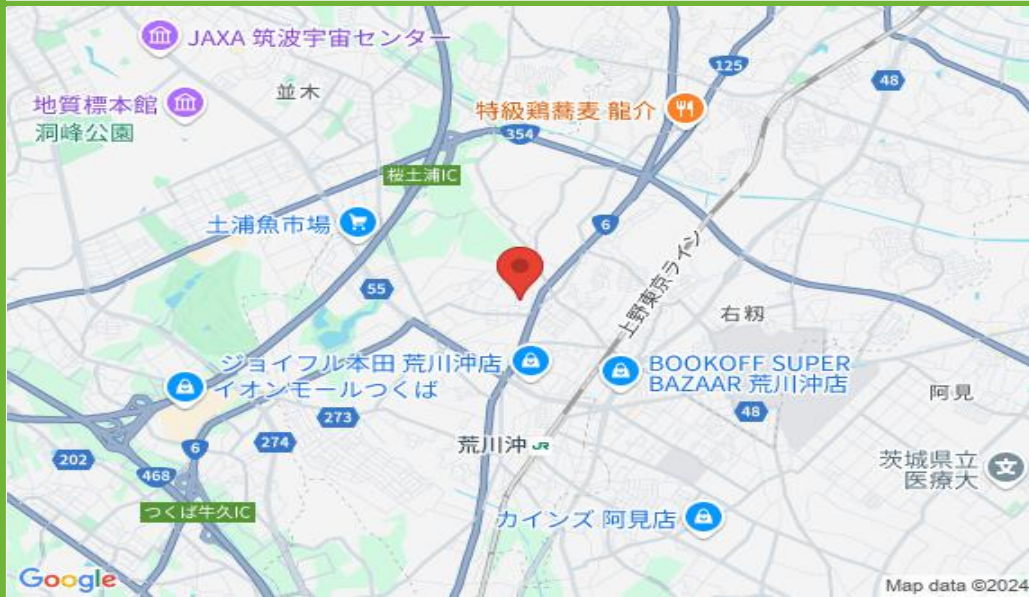 JAXA 筑波宇宙センター
125
48
並木
地質標本館
洞峰公園
特級鶏蕎麦 龍介
354
桜土浦IC
土浦魚市場
6
上野東京ライン
55
右籾
ジョイフル本田 荒川沖店
イオンモールつくば
BOOKOFF SUPER
BAZAAR 荒川沖店
阿見
48
273
274
6
荒川沖 JR
202
468
茨城県立
医療大
つくば牛久IC
カインズ 阿見店
Google
Map data ©2024